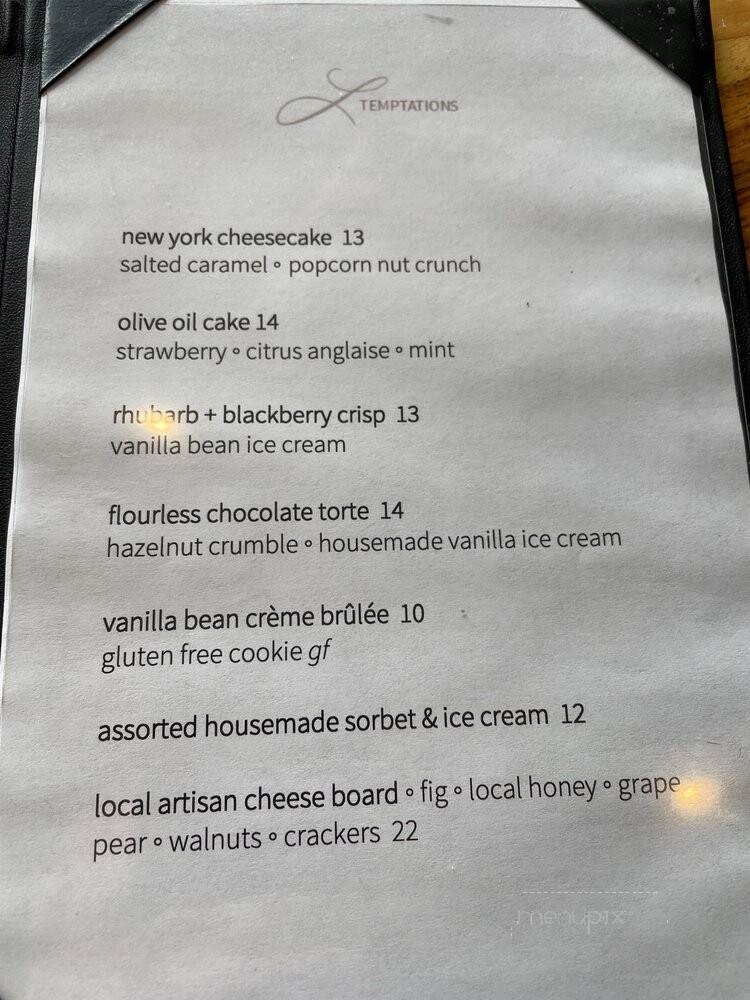 TEMPTATIONS
new york cheesecake 13
salted caramel ∘ popcorn nut crunch
olive oil cake 14
strawberry ∘ citrus anglaise ∘ mint
rhubarb + blackberry crisp 13
vanilla bean ice cream
flourless chocolate torte 14
hazelnut crumble ∘ housemade vanilla ice cream
vanilla bean crème brûlée 10
gluten free cookie gf
assorted housemade sorbet & ice cream 12
local artisan cheese board ∘ fig ∘ local honey ∘ grape
pear ∘ walnuts ∘ crackers 22
menupix